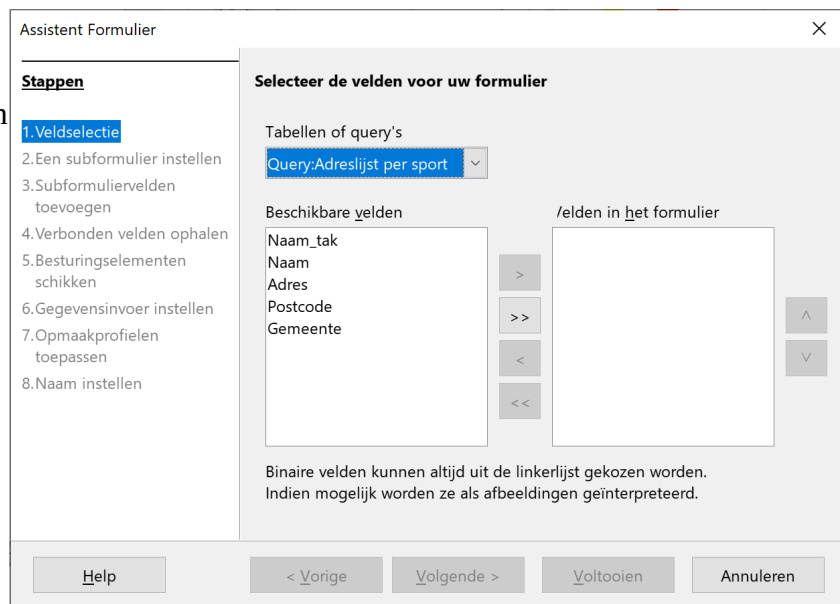 Assistent Formulier
Stappen
1.Veldselectie
2.Een subformulier instellen
3.Subformuliervelden
toevoegen
4.Verbonden velden ophalen
5.Besturingselementen
schikken
6.Gegevensinvoer instellen
7.Opmaakprofielen
toepassen
8.Naam instellen
Selecteer de velden voor uw formulier
Tabellen of query's
Query:Adreslijst per sport
Beschikbare velden
Naam_tak
Naam
Adres
Postcode
Gemeente
>
>>
<
<<
Velden in het formulier
Binaire velden kunnen altijd uit de linkerlijst gekozen worden.
Indien mogelijk worden ze als afbeeldingen geïnterpreteerd.
Help
< Vorige
Volgende >
Voltooien
Annuleren